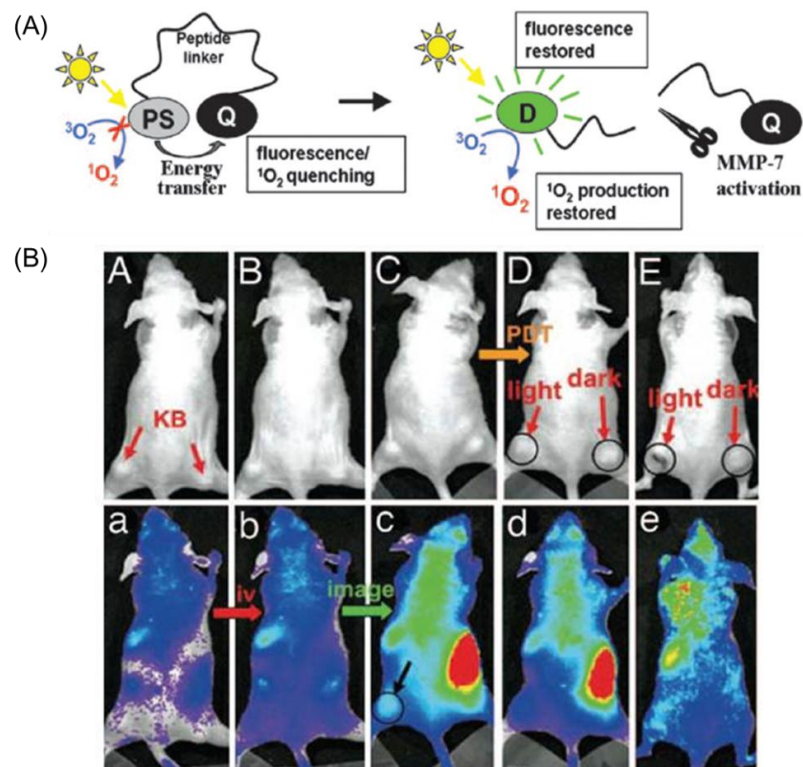 (A)
Peptide
linker
PS
Q
³O₂
¹O₂
Energy
transfer
fluorescence/
¹O₂ quenching
fluorescence
restored
D
³O₂
¹O₂
¹O₂ production
restored
Q
MMP-7
activation
(B)
A
B
C
D
E
KB
PDT
light dark
light dark
a
b
c
d
e
iv
image